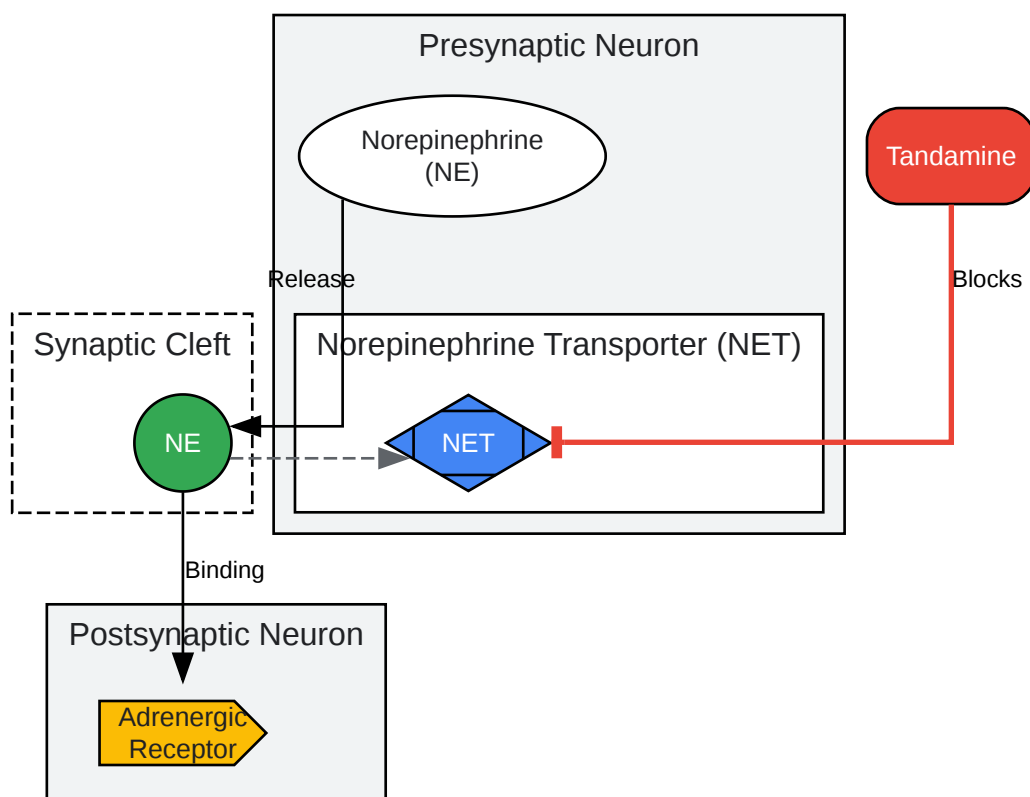 Presynaptic Neuron
Norepinephrine
(NE)
Tandamine
Release
Blocks
Synaptic Cleft
Norepinephrine Transporter (NET)
NE
NET
Binding
Postsynaptic Neuron
Adrenergic
Receptor